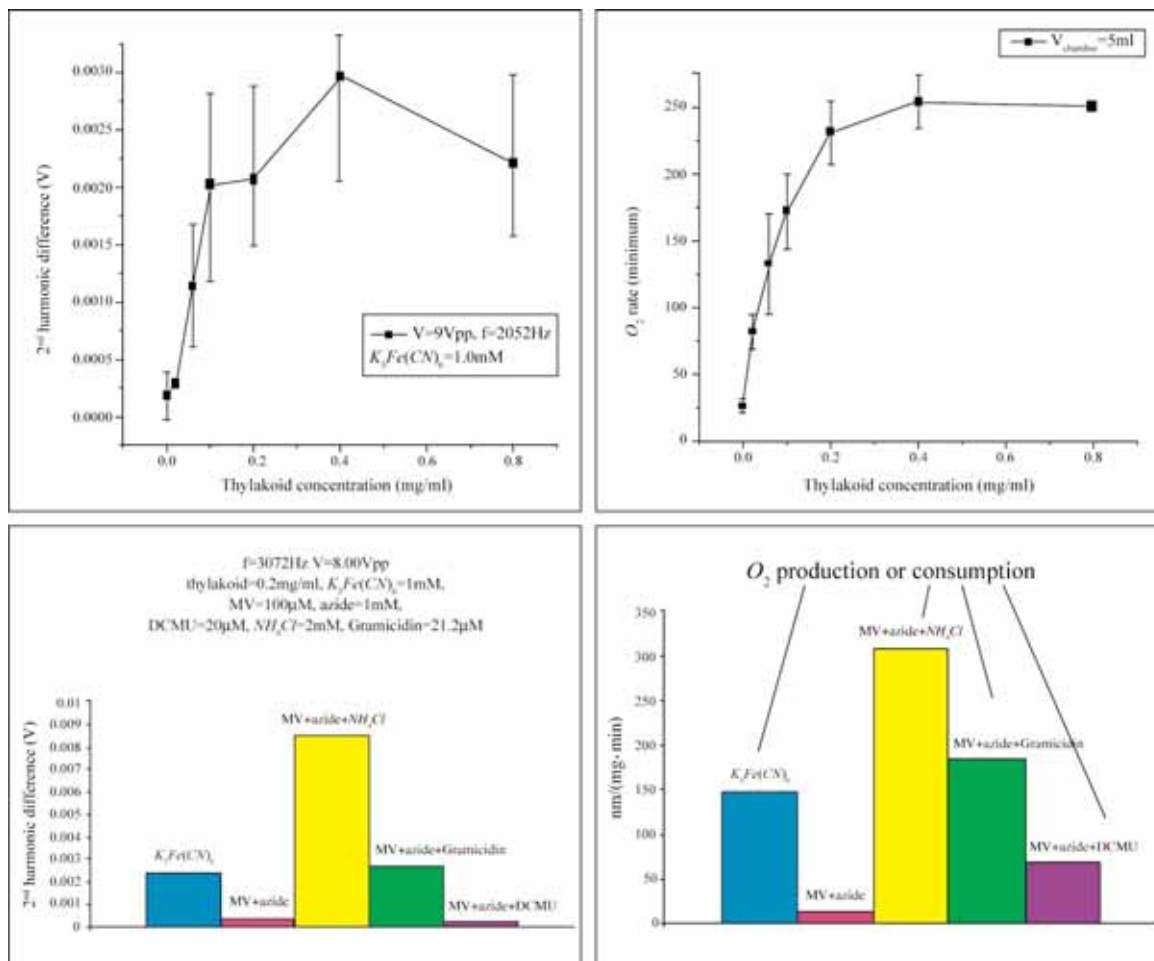 2nd harmonic difference (V)
0.0030
0.0025
0.0020
0.0015
0.0010
0.0005
0.0000
V=9Vpp, f=2052Hz
K3Fe(CN)6=1.0mM
0.0 0.2 0.4 0.6 0.8
Thylakoid concentration (mg/ml)
Vchamber=5ml
O2 rate (minimum)
250
200
150
100
50
0
0.0 0.2 0.4 0.6 0.8
Thylakoid concentration (mg/ml)
f=3072Hz V=8.00Vpp
thylakoid=0.2mg/ml, K3Fe(CN)6=1mM,
MV=100μM, azide=1mM,
DCMU=20μM, NH4Cl=2mM, Gramicidin=21.2μM
2nd harmonic difference (V)
0.01
0.009
0.008
0.007
0.006
0.005
0.004
0.003
0.002
0.001
0
K3Fe(CN)6
MV+azide
MV+azide+NH4Cl
MV+azide+Gramicidin
MV+azide+DCMU
O2 production or consumption
nm/(mg·min)
350
300
250
200
150
100
50
0
K3Fe(CN)6
MV+azide
MV+azide+NH4Cl
MV+azide+Gramicidin
MV+azide+DCMU